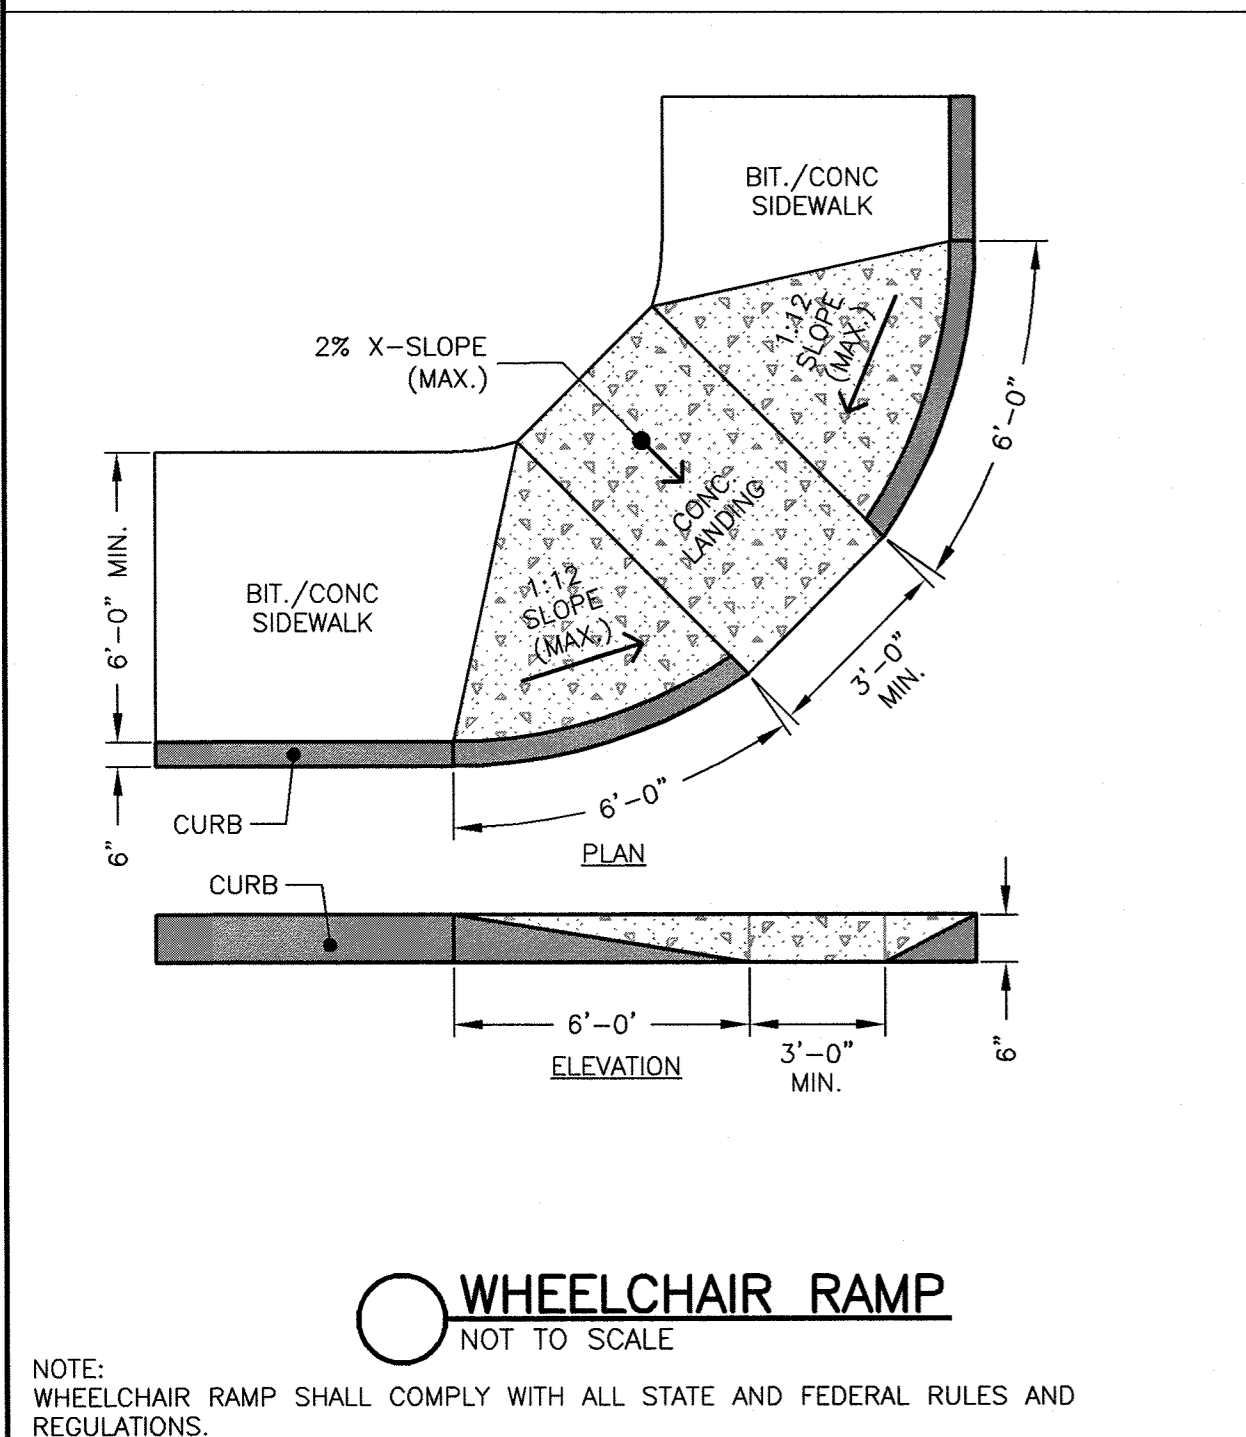 BIT./CONC
SIDEWALK
1:12
SLOPE
(MAX.)
2% X-SLOPE
(MAX.)
6'-0"
CONC.
LANDING
6'-0" MIN.
BIT./CONC
SIDEWALK
1:12
SLOPE
(MAX.)
3'-0"
MIN.
6'-0"
CURB
6"
PLAN
CURB
6'-0'
3'-0"
MIN.
6"
ELEVATION
WHEELCHAIR RAMP
NOT TO SCALE
NOTE:
WHEELCHAIR RAMP SHALL COMPLY WITH ALL STATE AND FEDERAL RULES AND
REGULATIONS.